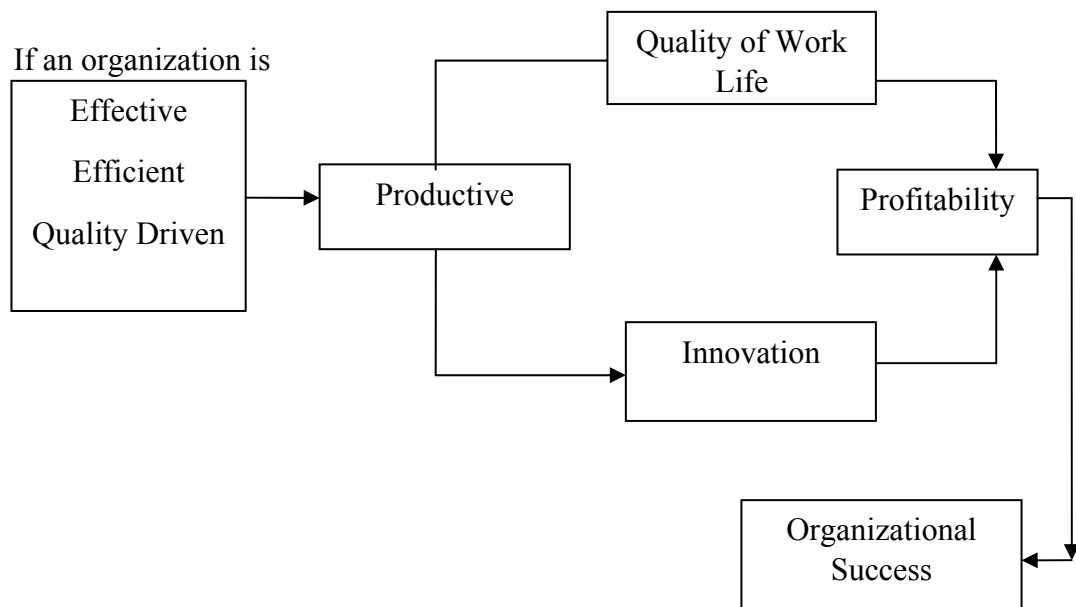 If an organization is
Effective
Efficient
Quality Driven
Productive
Quality of Work
Life
Innovation
Profitability
Organizational
Success